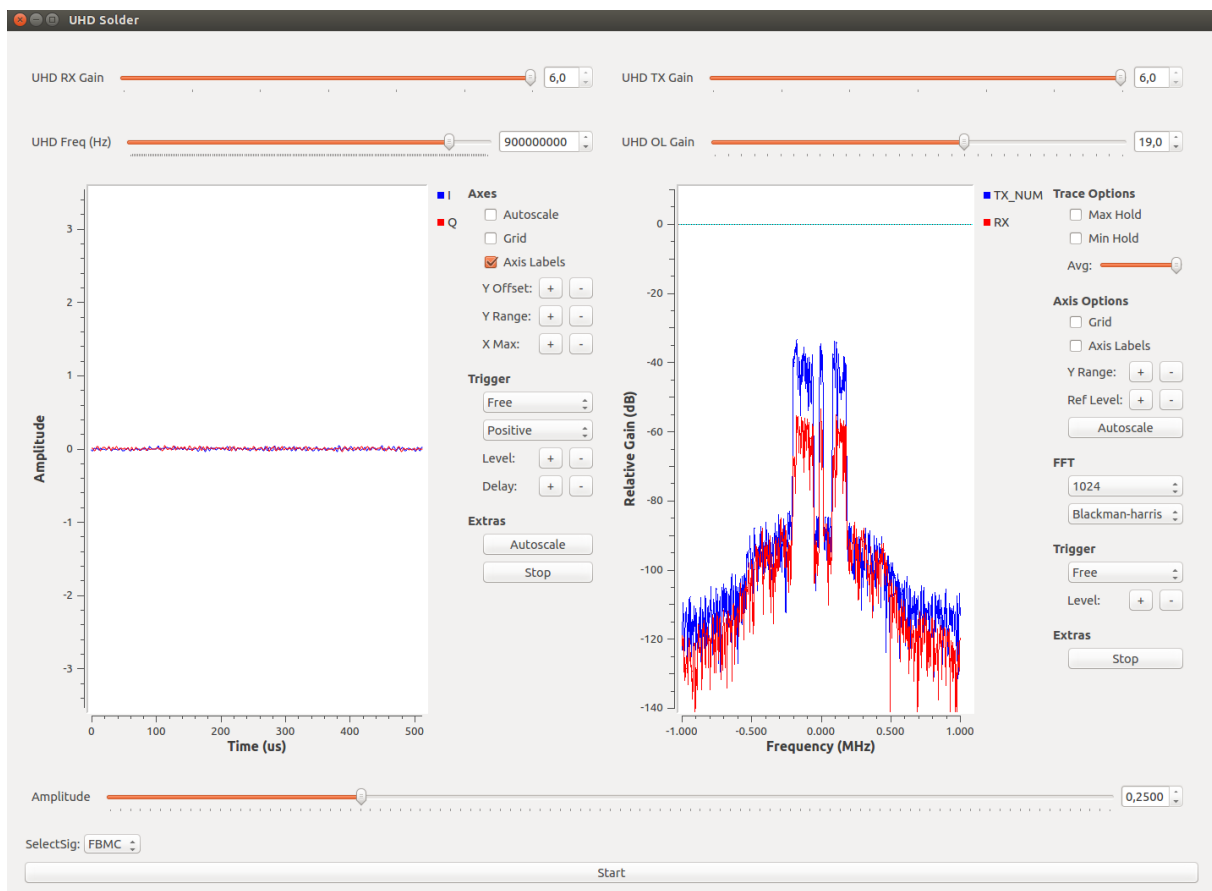 UHD Solder
UHD RX Gain 6,0 UHD TX Gain 6,0
UHD Freq (Hz) 900000000 UHD OL Gain 19,0
I
Q
Axes
Autoscale
Grid
Axis Labels
Y Offset: + -
Y Range: + -
X Max: + -
Trigger
Free
Positive
Level: + -
Delay: + -
Extras
Autoscale
Stop
Amplitude
3
2
1
0
-1
-2
-3
0 100 200 300 400 500
Time (us)
TX_NUM
RX
Trace Options
Max Hold
Min Hold
Avg:
Axis Options
Grid
Axis Labels
Y Range: + -
Ref Level: + -
Autoscale
FFT
1024
Blackman-harris
Trigger
Free
Level: + -
Extras
Stop
Relative Gain (dB)
0
-20
-40
-60
-80
-100
-120
-140
-1.000 -0.500 0.000 0.500 1.000
Frequency (MHz)
Amplitude 0,2500
SelectSig: FBMC
Start